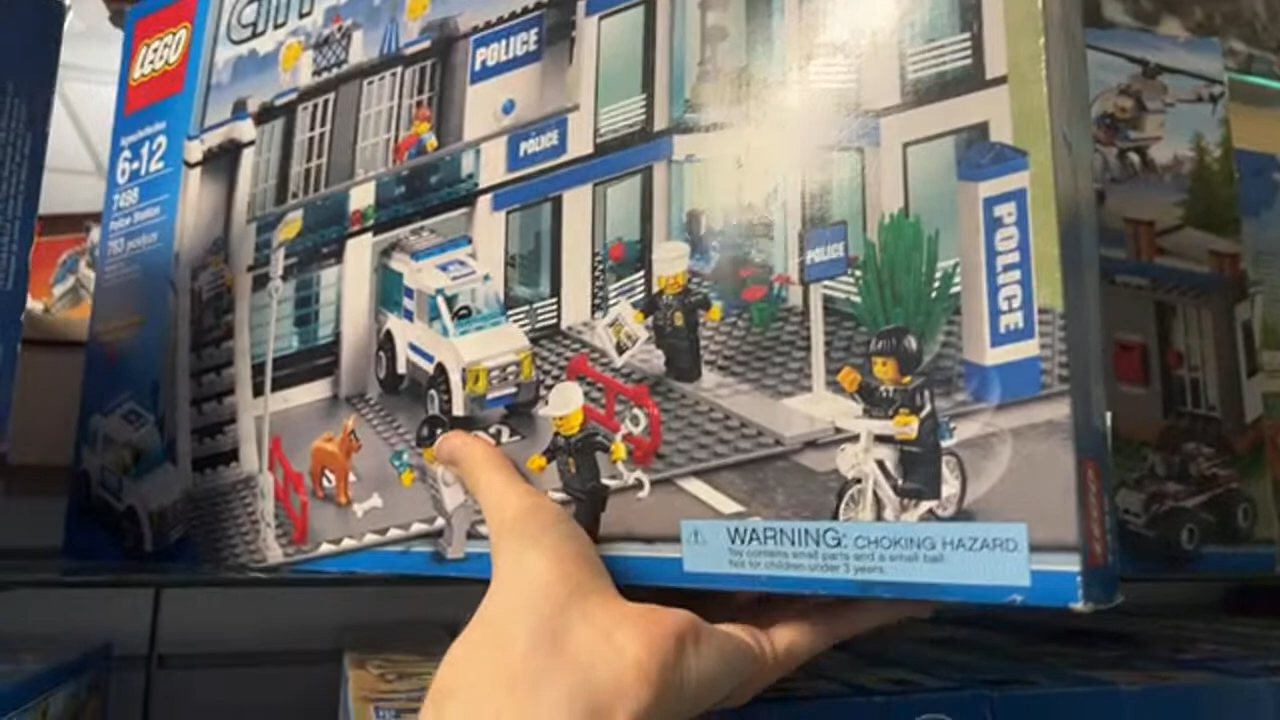 LEGO
CITY
POLICE
POLICE
6-12
7498
Police Station
783 pcs/pzs
POLICE
POLICE
WARNING: CHOKING HAZARD.
Toy contains small parts and a small ball.
Not for children under 3 years.
LEGO